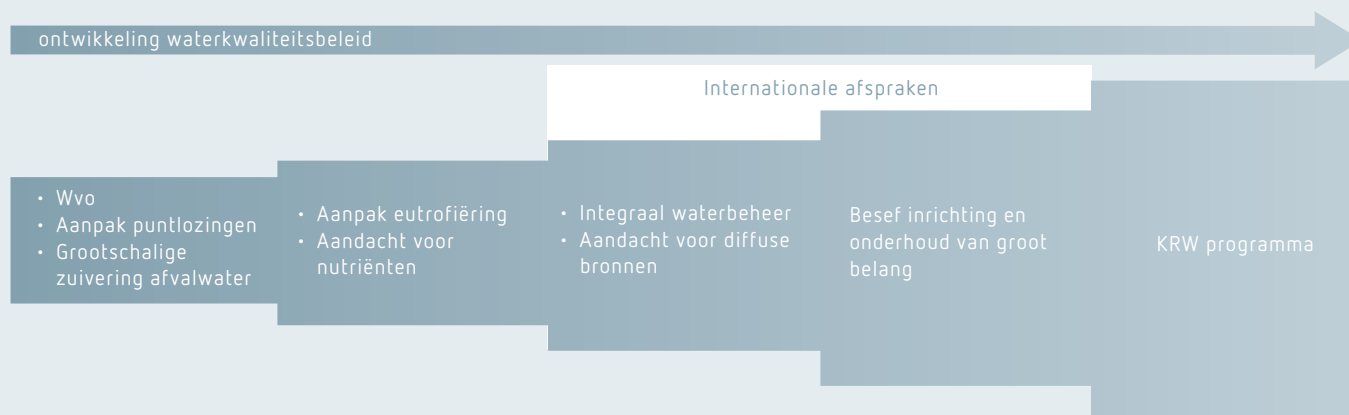 ontwikkeling waterkwaliteitsbeleid
Internationale afspraken
• Wvo
• Aanpak puntlozingen
• Grootschalige
zuivering afvalwater
• Aanpak eutrofiëring
• Aandacht voor
nutriënten
• Integraal waterbeheer
• Aandacht voor diffuse
bronnen
Besef inrichting en
onderhoud van groot
belang
KRW programma